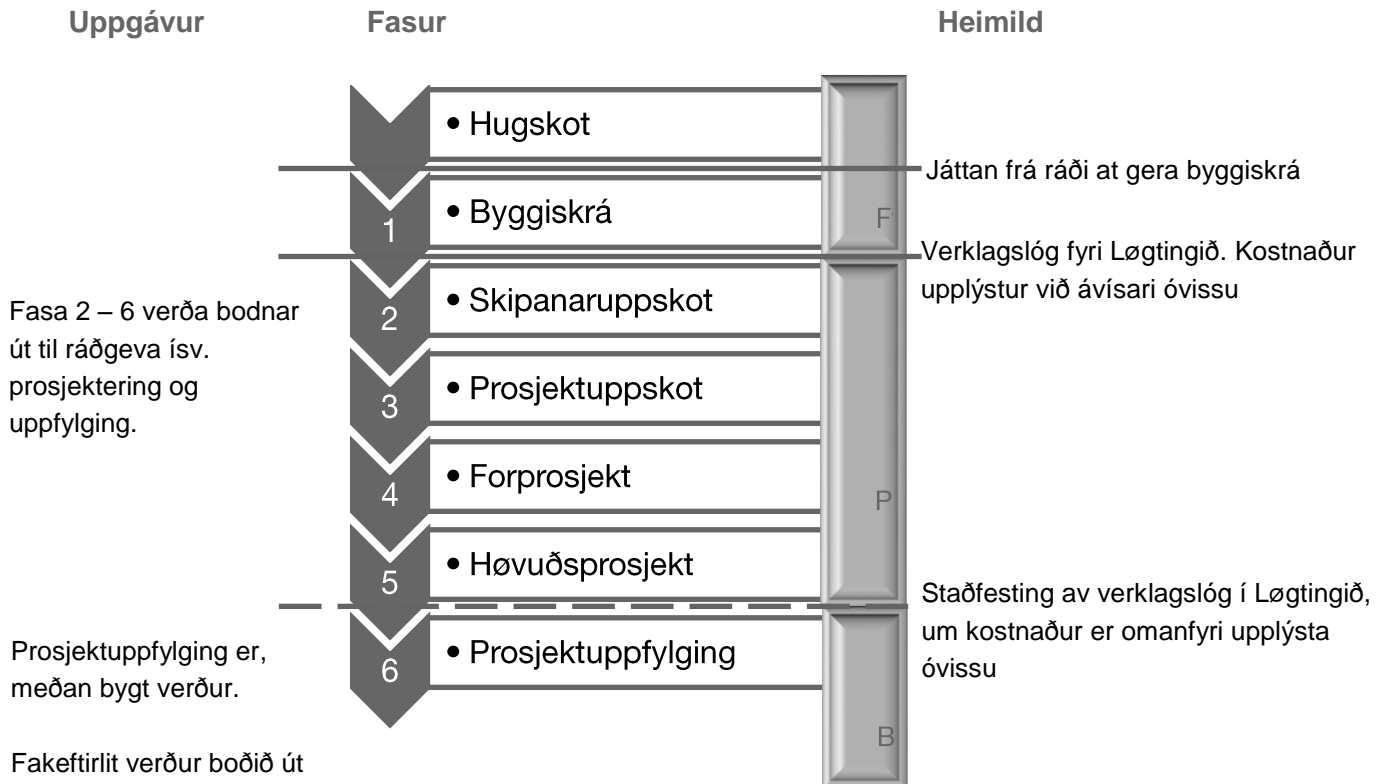 Uppgávur
Fasur
Heimild
• Hugskot
Játtan frá ráði at gera byggiskrá
1
• Byggiskrá
F
Verklagslóg fyri Løgtingið. Kostnaður
upplýstur við ávísari óvissu
2
• Skipanaruppskot
Fasa 2 – 6 verða bodnar
út til ráðgeva ísv.
prosjektering og
uppfylging.
3
• Prosjektuppskot
4
• Forprosjekt
P
5
• Høvuðsprosjekt
Staðfesting av verklagslóg í Løgtingið,
um kostnaður er omanfyri upplýsta
óvissu
6
• Prosjektuppfylging
Prosjektuppfylging er,
meðan bygt verður.
B
Fakeftirlit verður boðið út